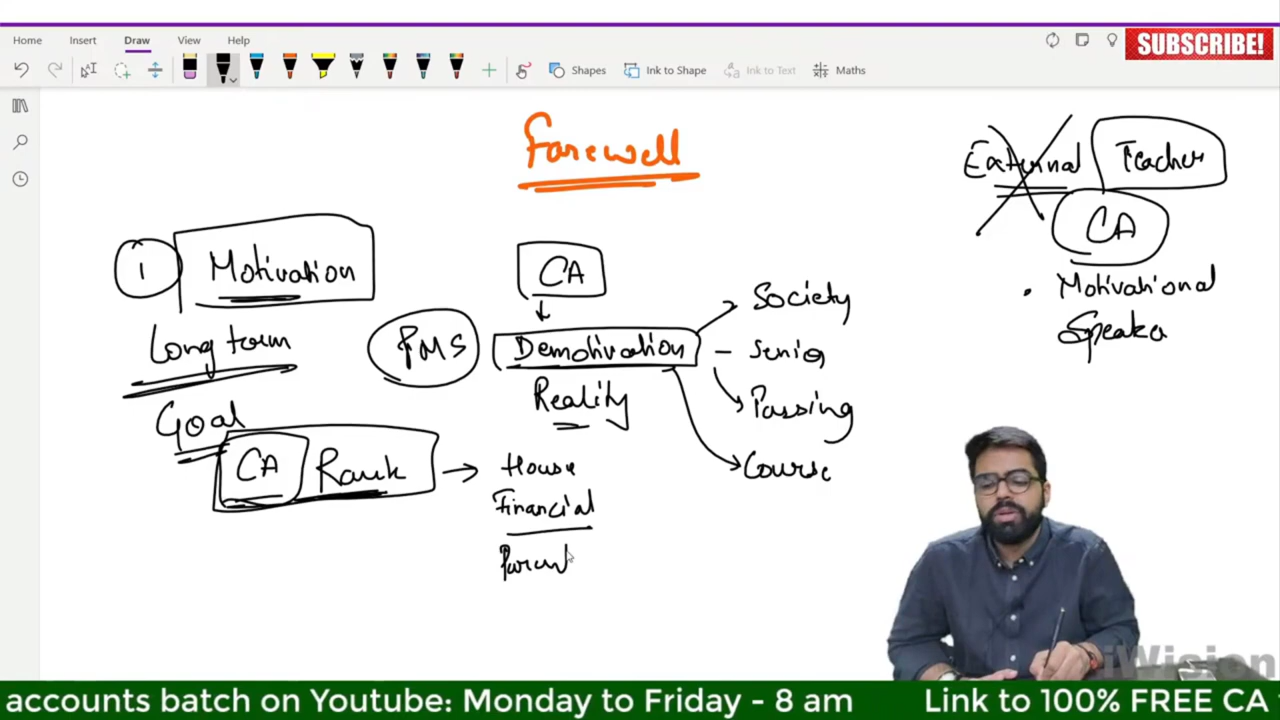 Home Insert Draw View Help
SUBSCRIBE!
Shapes Ink to Shape Ink to Text Maths
Farewell
External Teacher
CA
Motivational
Speaker
1 Motivation
Long term
Goal
CA Rank
CA
Demotivation
Reality
Society
Senior
Passing
Course
House
Financial
Parent
iWision
accounts batch on Youtube: Monday to Friday - 8 am Link to 100% FREE CA